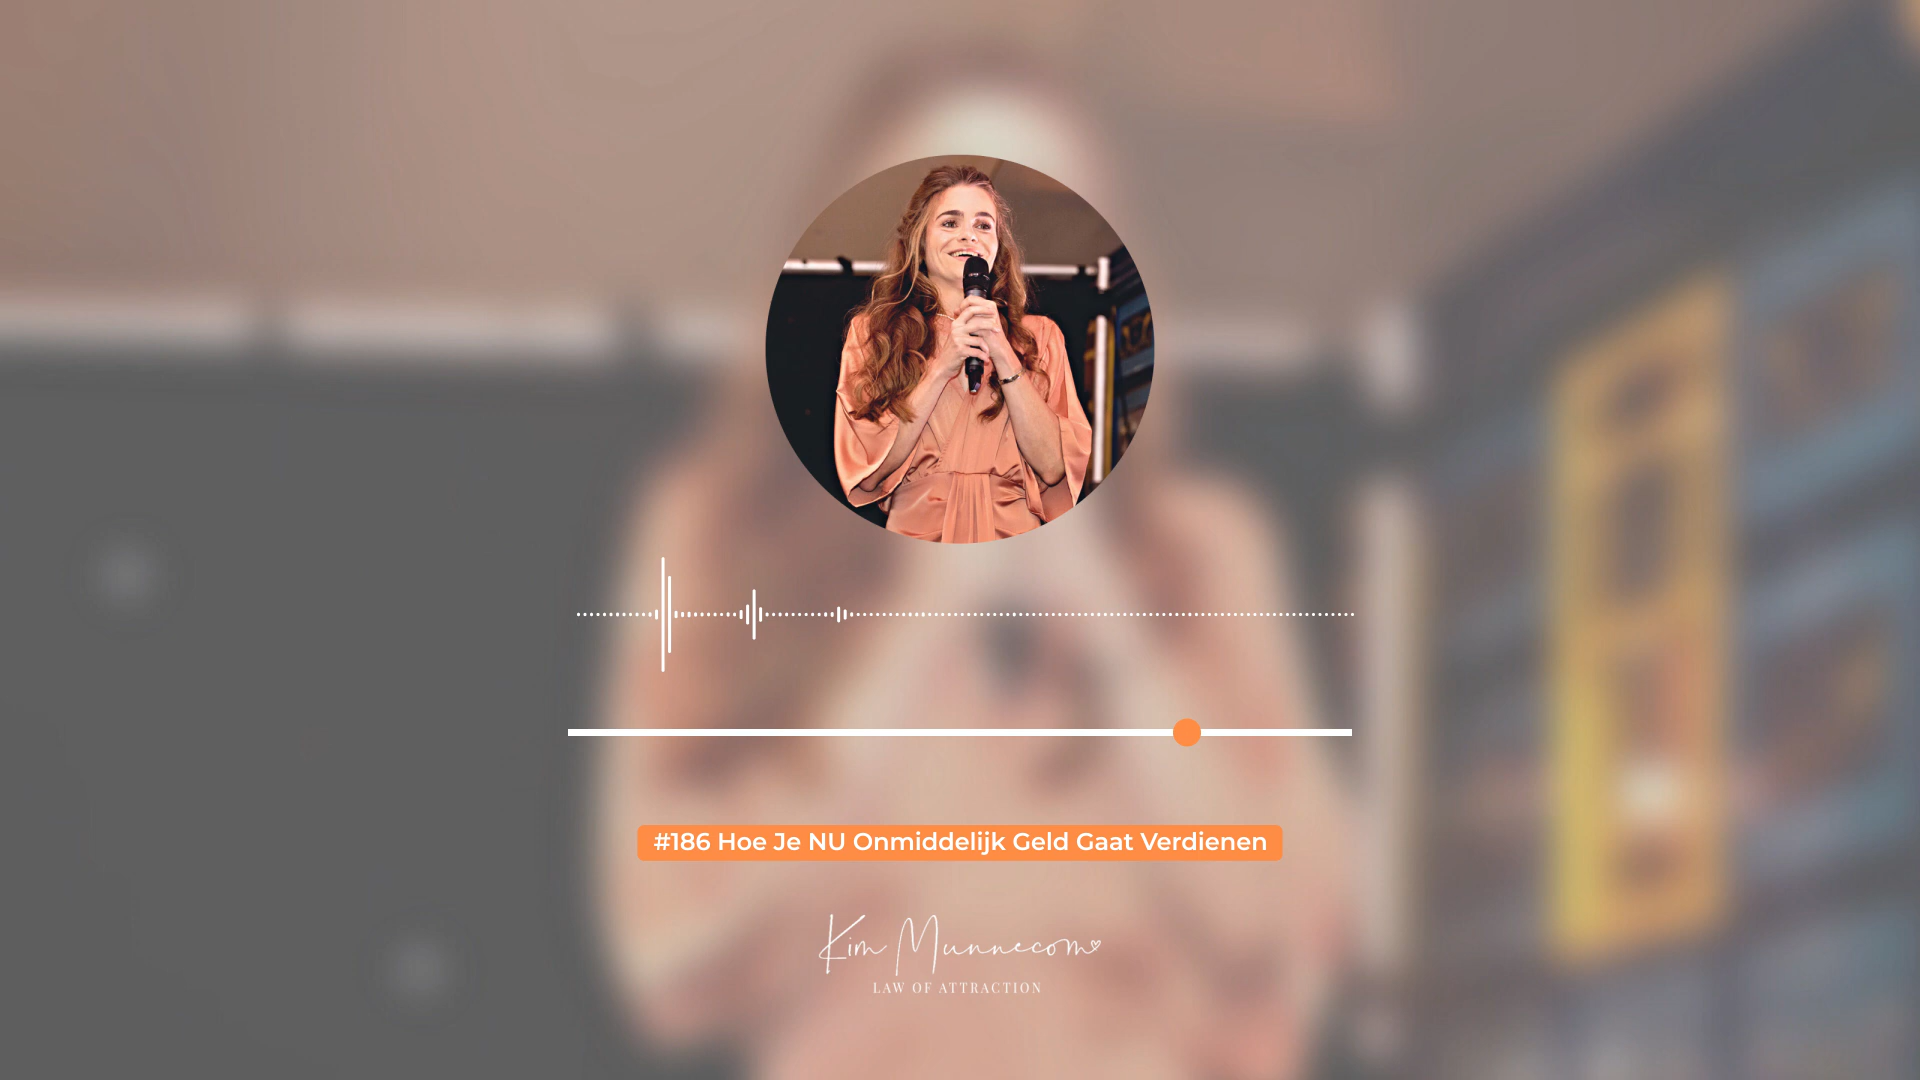 #186 Hoe Je NU Onmiddelijk Geld Gaat Verdienen
Kim Munnecom
LAW OF ATTRACTION